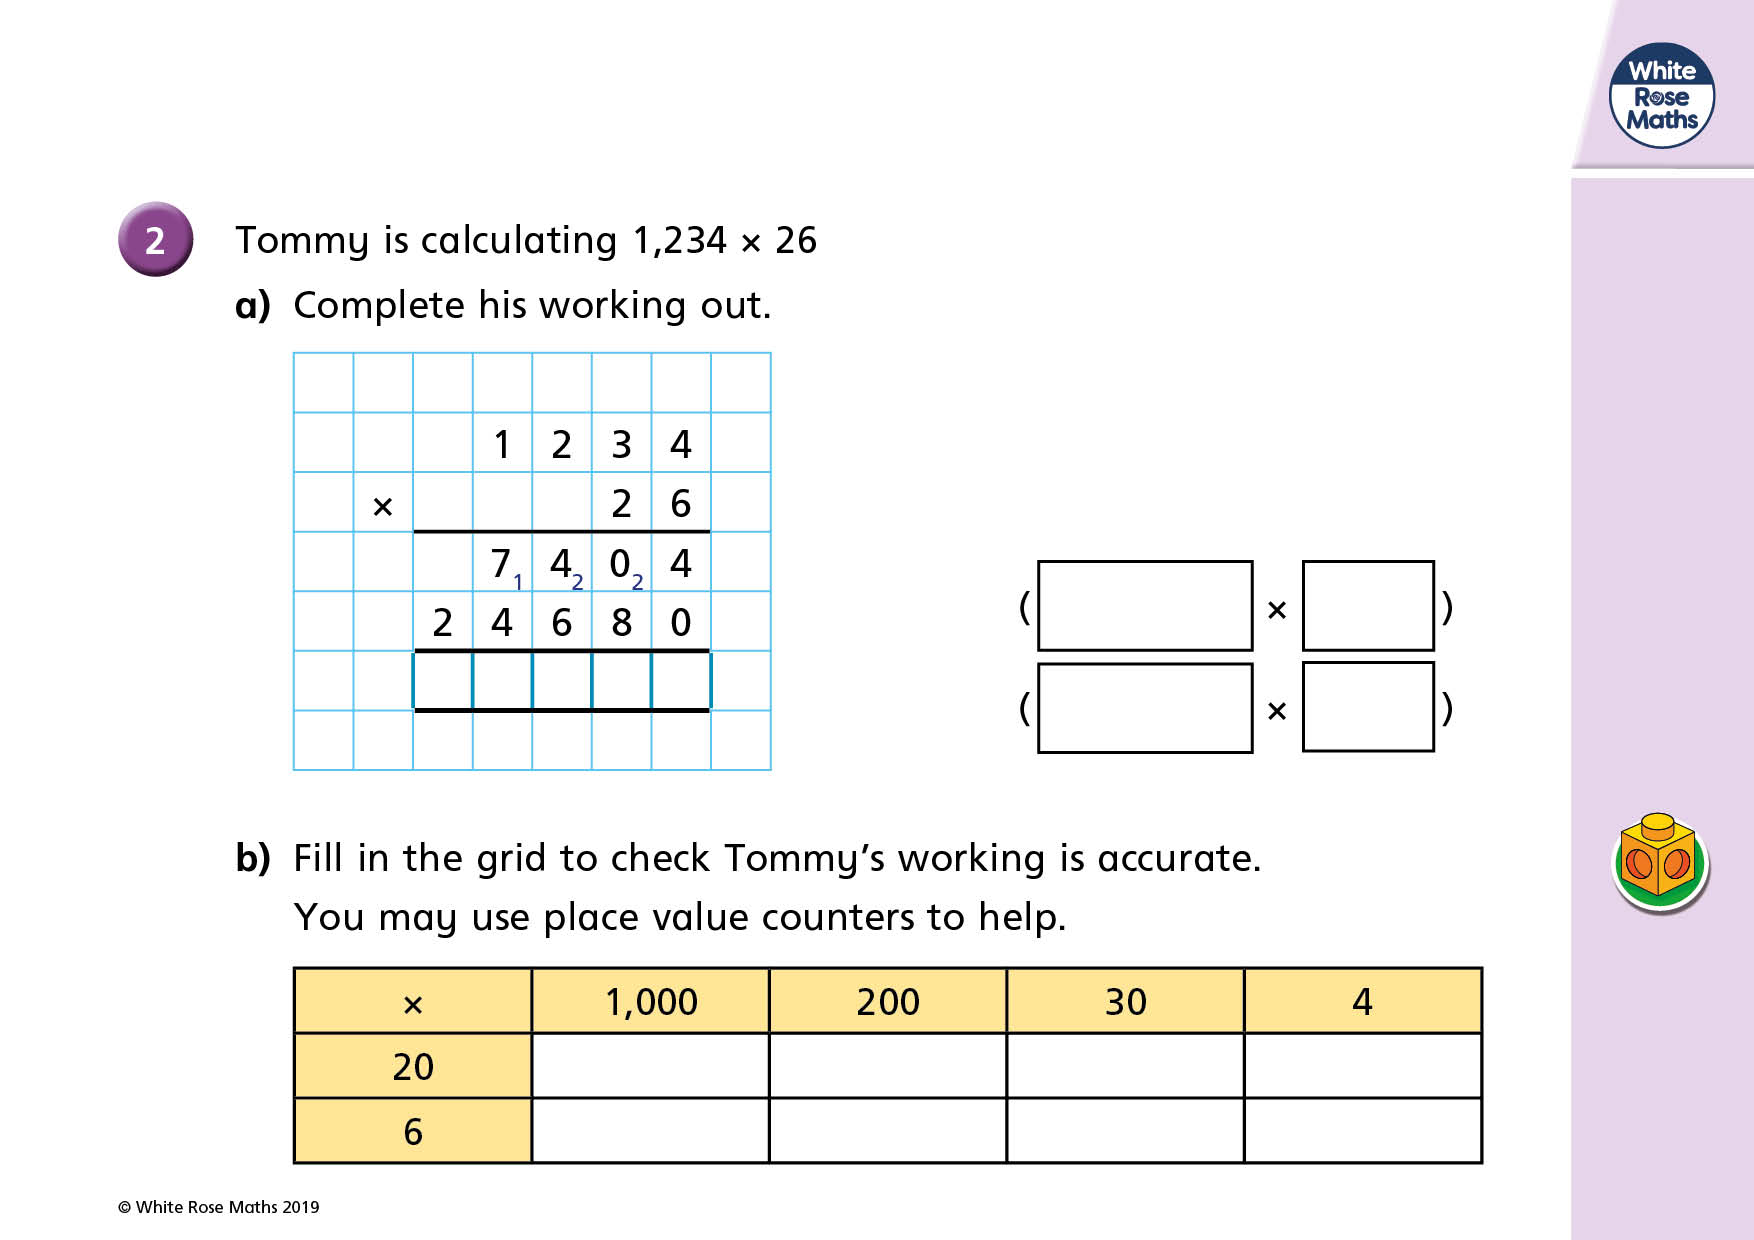 White
Rose
Maths
2 Tommy is calculating 1,234 × 26
a) Complete his working out.
1 2 3 4
× 2 6
7 1 4 2 0 2 4
2 4 6 8 0
( × )
( × )
b) Fill in the grid to check Tommy’s working is accurate.
You may use place value counters to help.
× 1,000 200 30 4
20
6
© White Rose Maths 2019